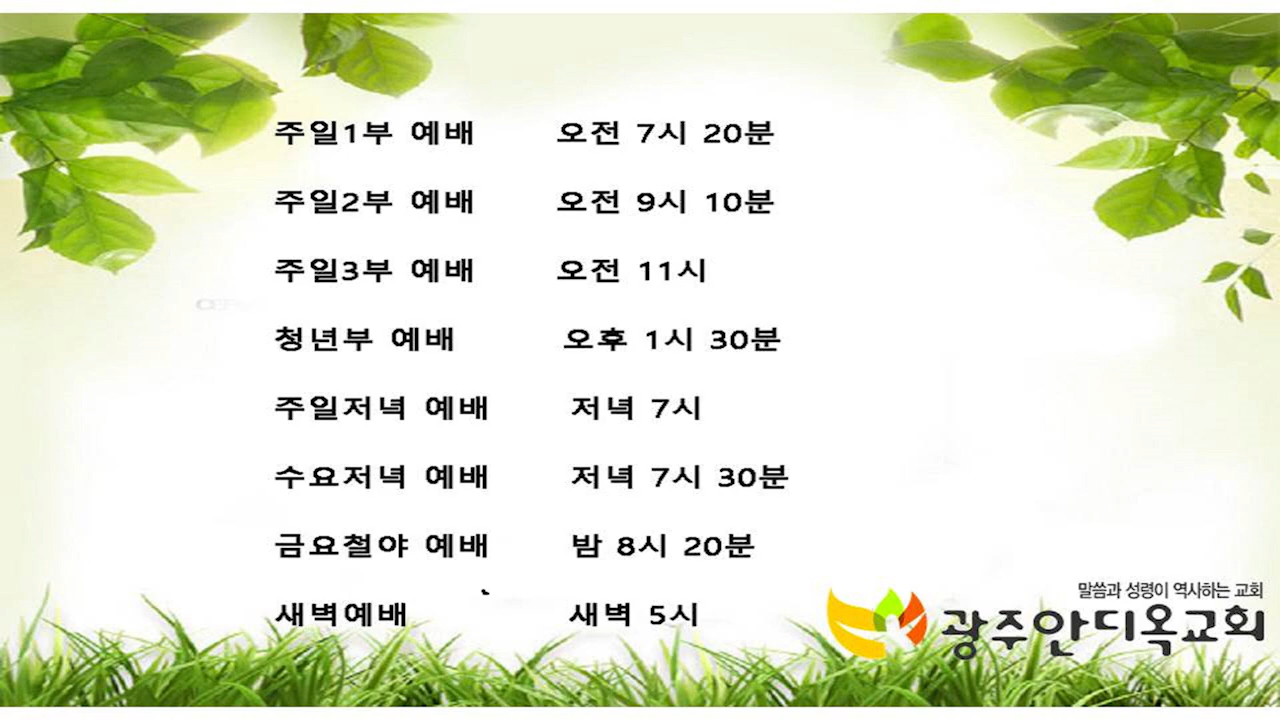 주일1부 예배 오전 7시 20분
주일2부 예배 오전 9시 10분
주일3부 예배 오전 11시
청년부 예배 오후 1시 30분
주일저녁 예배 저녁 7시
수요저녁 예배 저녁 7시 30분
금요철야 예배 밤 8시 20분
새벽예배 새벽 5시
말씀과 성령이 역사하는 교회
광주안디옥교회